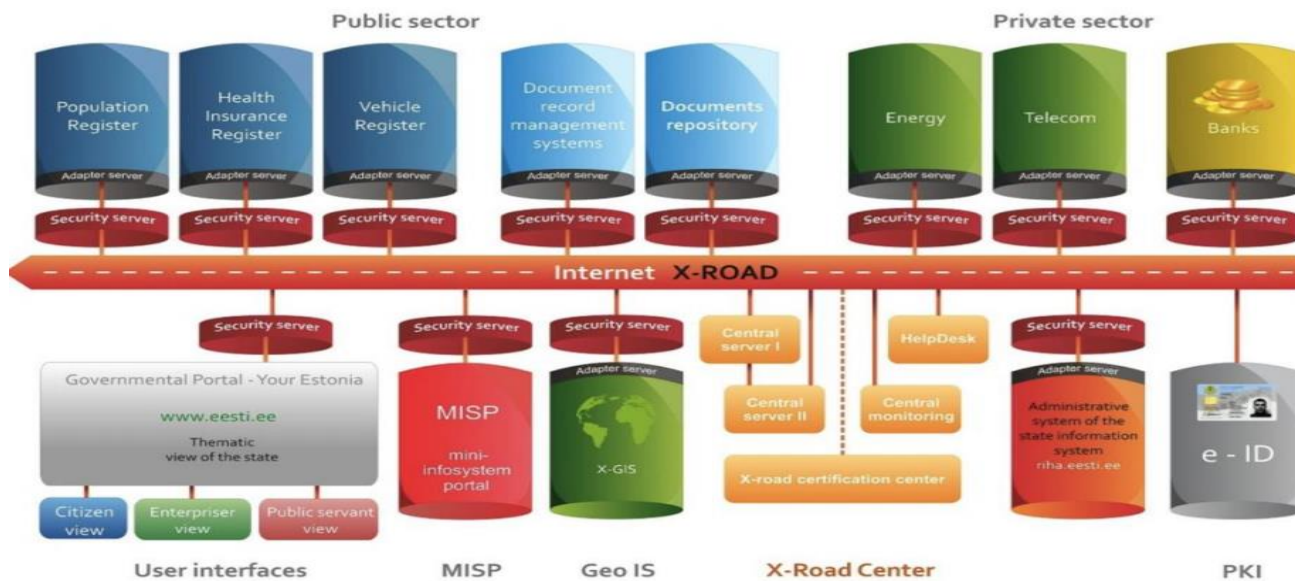 Public sector
Private sector
Population
Register
Health
Insurance
Register
Vehicle
Register
Document
record
management
systems
Documents
repository
Energy
Telecom
Banks
Adapter server
Adapter server
Adapter server
Adapter server
Adapter server
Adapter server
Adapter server
Adapter server
Security server
Security server
Security server
Security server
Security server
Security server
Security server
Security server
Internet X-ROAD
Security server
Security server
Security server
Central
server I
HelpDesk
Security server
Governmental Portal - Your Estonia
www.eesti.ee
Thematic
view of the state
MISP
mini-
infosystem
portal
Adapter server
X-GIS
Central
server II
Central
monitoring
X-road certification center
Adapter server
Administrative
system of the
state information
system
riha.eesti.ee
e - ID
Citizen
view
Enterpriser
view
Public servant
view
User interfaces
MISP
Geo IS
X-Road Center
PKI